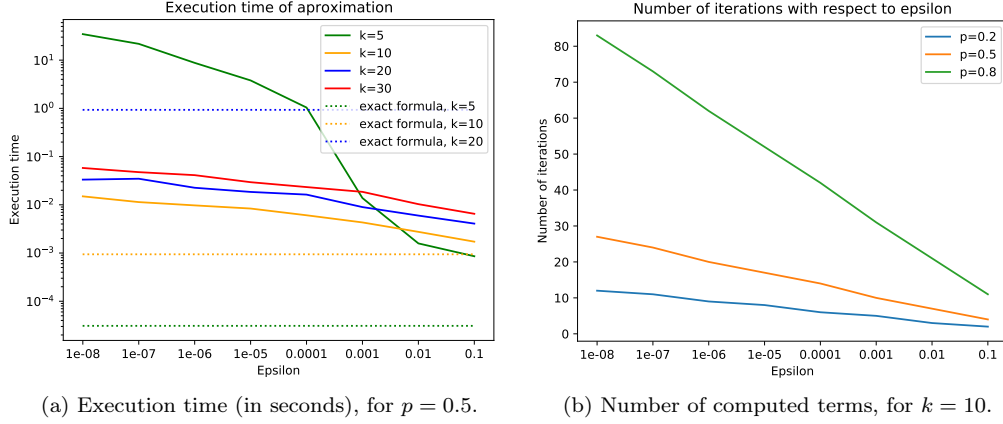 Execution time of aproximation
Execution time
10^1
10^0
10^-1
10^-2
10^-3
10^-4
k=5
k=10
k=20
k=30
exact formula, k=5
exact formula, k=10
exact formula, k=20
1e-08 1e-07 1e-06 1e-05 0.0001 0.001 0.01 0.1
Epsilon
(a) Execution time (in seconds), for p = 0.5.
Number of iterations with respect to epsilon
Number of iterations
80
70
60
50
40
30
20
10
0
p=0.2
p=0.5
p=0.8
1e-08 1e-07 1e-06 1e-05 0.0001 0.001 0.01 0.1
Epsilon
(b) Number of computed terms, for k = 10.